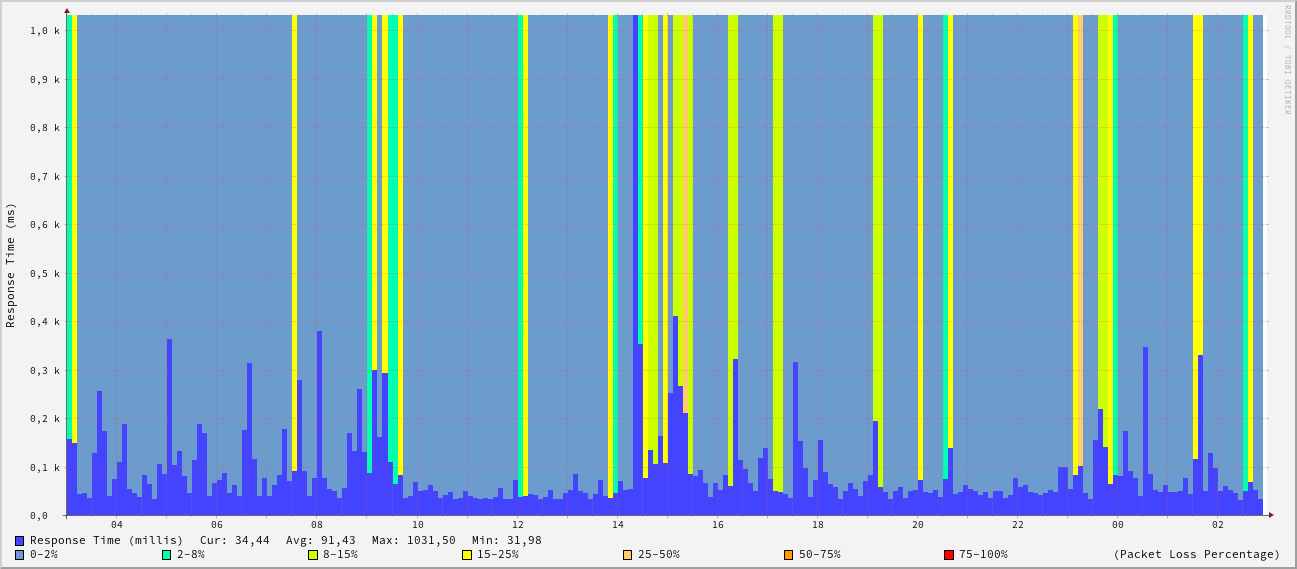 RRDTOOL / TOBI OETIKER
Response Time (ms)
1,0 k
0,9 k
0,8 k
0,7 k
0,6 k
0,5 k
0,4 k
0,3 k
0,2 k
0,1 k
0,0
04 06 08 10 12 14 16 18 20 22 00 02
Response Time (millis) Cur: 34,44 Avg: 91,43 Max: 1031,50 Min: 31,98
0-2% 2-8% 8-15% 15-25% 25-50% 50-75% 75-100% (Packet Loss Percentage)